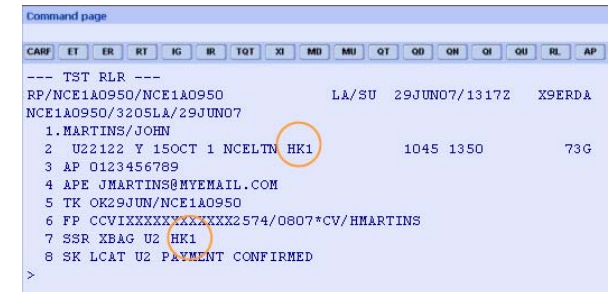 Command page
CARF ET ER RT IG IR TQT XI MD MU QT QD QN QI QU RL AP
--- TST RLR ---
RP/NCE1A0950/NCE1A0950 LA/SU 29JUN07/1317Z X9ERDA
NCE1A0950/3205LA/29JUN07
1.MARTINS/JOHN
2 U22122 Y 15OCT 1 NCELTN HK1 1045 1350 73G
3 AP 0123456789
4 APE JMARTINS@MYEMAIL.COM
5 TK OK29JUN/NCE1A0950
6 FP CCVIXXXXXXXXXXXX2574/0807*CV/HMARTINS
7 SSR XBAG U2 HK1
8 SK LCAT U2 PAYMENT CONFIRMED
>